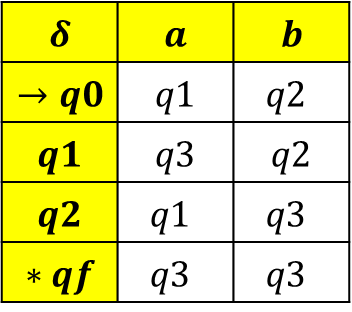 δ a b
→ q0 q1 q2
q1 q3 q2
q2 q1 q3
* qf q3 q3